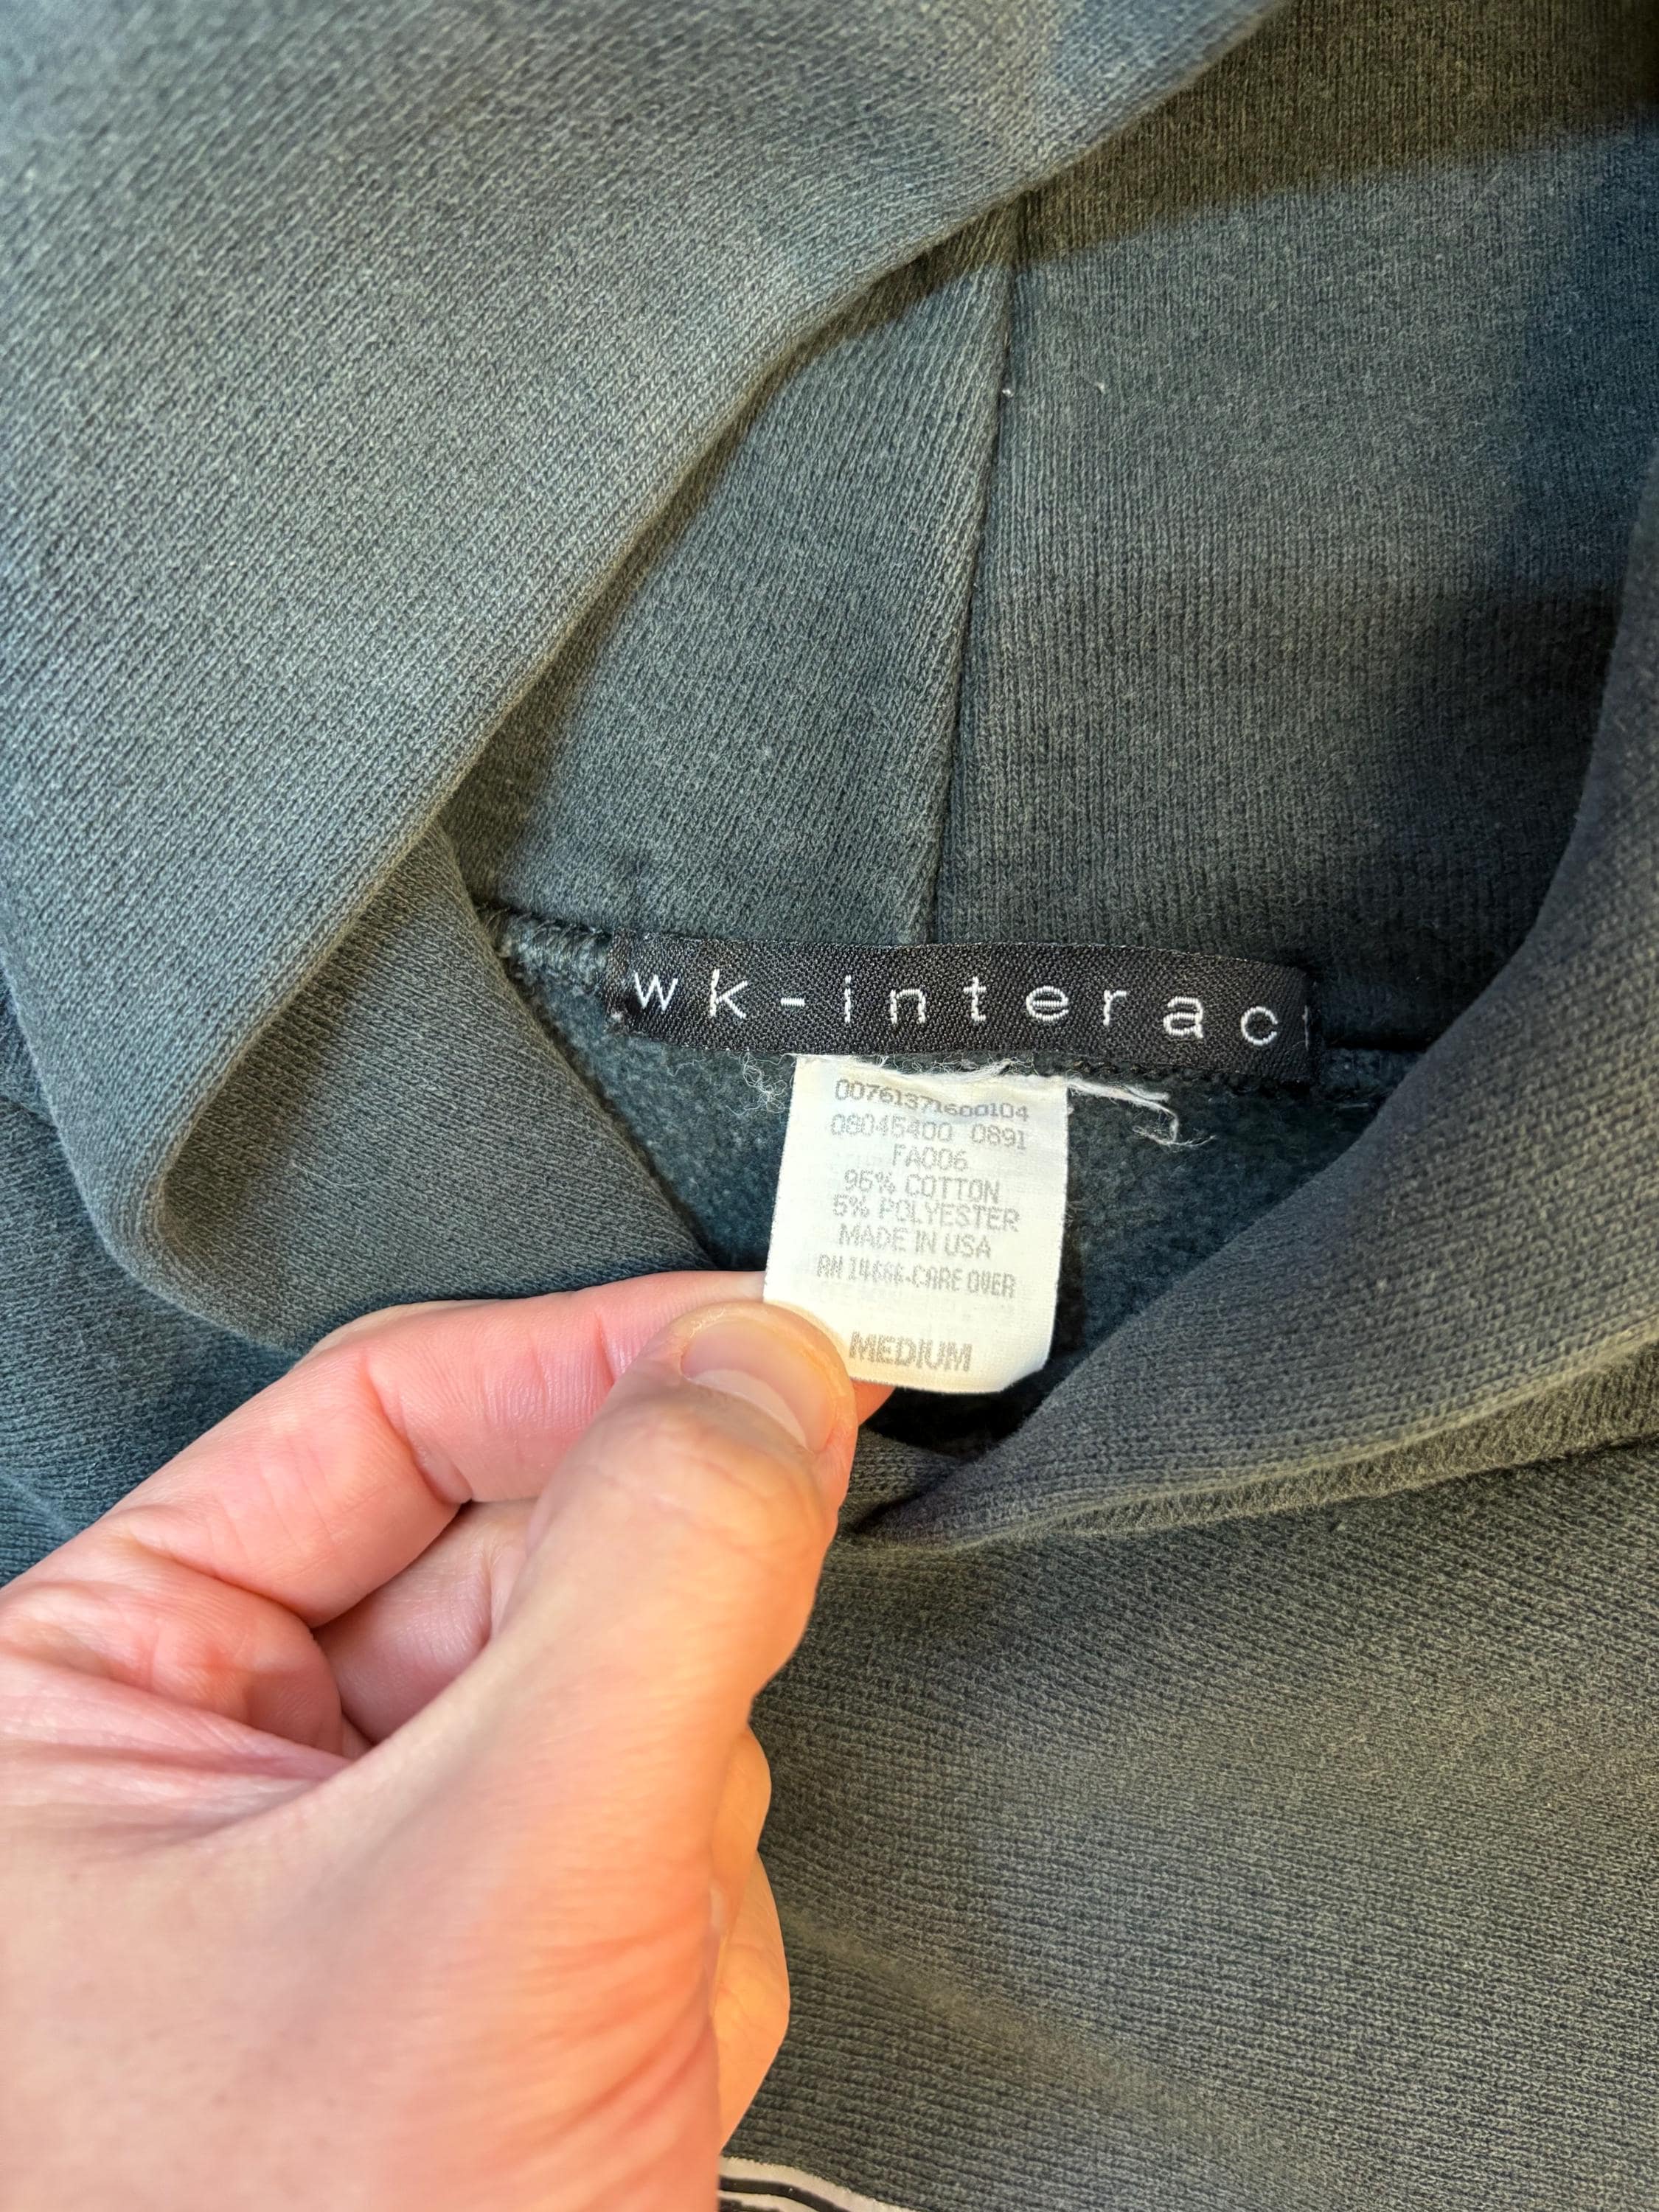 wk-interac
00761371600104
08045400 0891
FA006
95% COTTON
5% POLYESTER
MADE IN USA
RN 14666-CARE OVER
MEDIUM